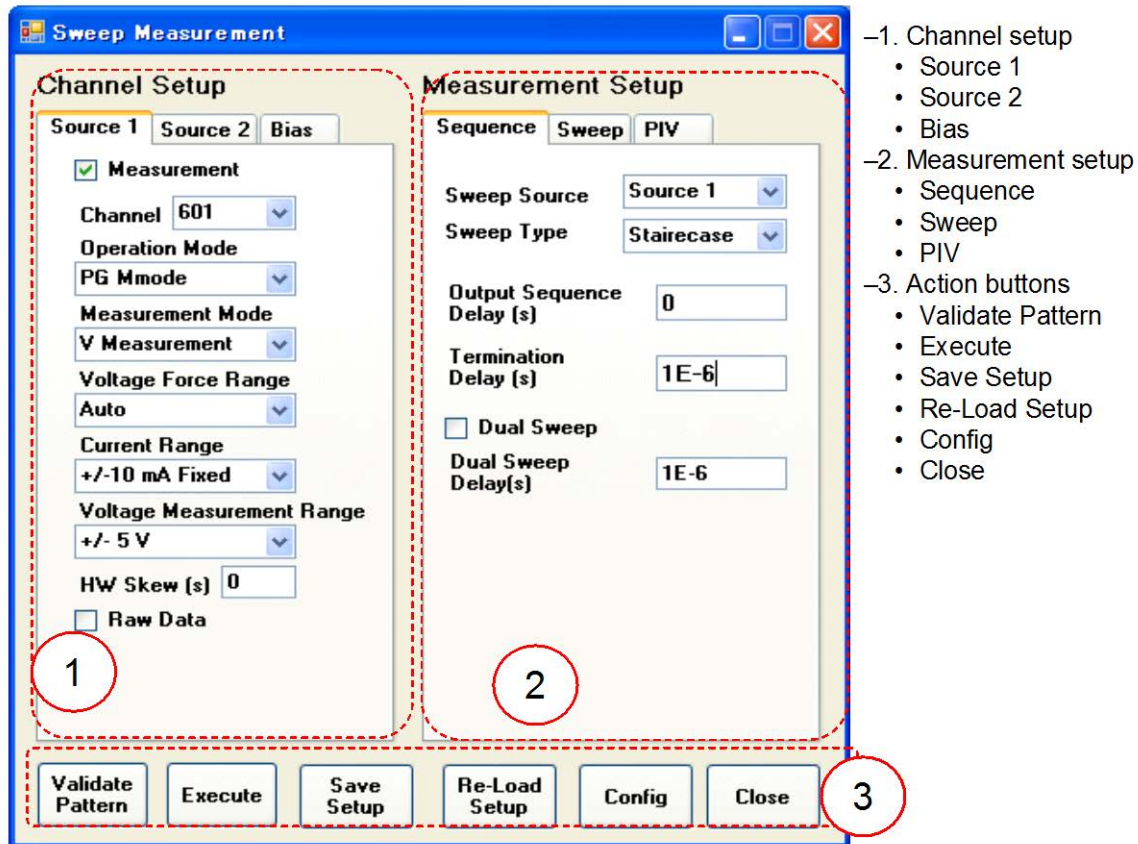 Sweep Measurement
Channel Setup
Source 1 Source 2 Bias
Measurement
Channel 601
Operation Mode
PG Mmode
Measurement Mode
V Measurement
Voltage Force Range
Auto
Current Range
+/-10 mA Fixed
Voltage Measurement Range
+/- 5 V
HW Skew (s) 0
Raw Data
1
Measurement Setup
Sequence Sweep PIV
Sweep Source Source 1
Sweep Type Stairecase
Output Sequence
Delay (s) 0
Termination
Delay (s) 1E-6
Dual Sweep
Dual Sweep
Delay(s) 1E-6
2
Validate
Pattern
Execute
Save
Setup
Re-Load
Setup
Config
Close
3
–1. Channel setup
• Source 1
• Source 2
• Bias
–2. Measurement setup
• Sequence
• Sweep
• PIV
–3. Action buttons
• Validate Pattern
• Execute
• Save Setup
• Re-Load Setup
• Config
• Close